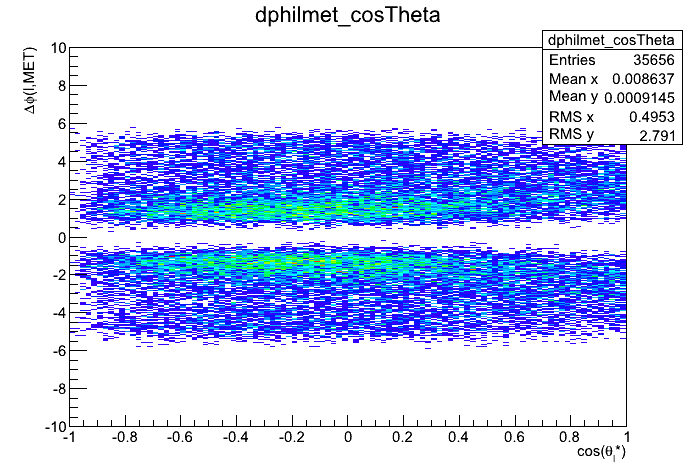 dphilmet_cosTheta
dphilmet_cosTheta
Entries 35656
Mean x 0.008637
Mean y 0.0009145
RMS x 0.4953
RMS y 2.791
Δϕ(l,MET)
10
8
6
4
2
0
-2
-4
-6
-8
-10
-1 -0.8 -0.6 -0.4 -0.2 0 0.2 0.4 0.6 0.8 1
cos(θ_l*)